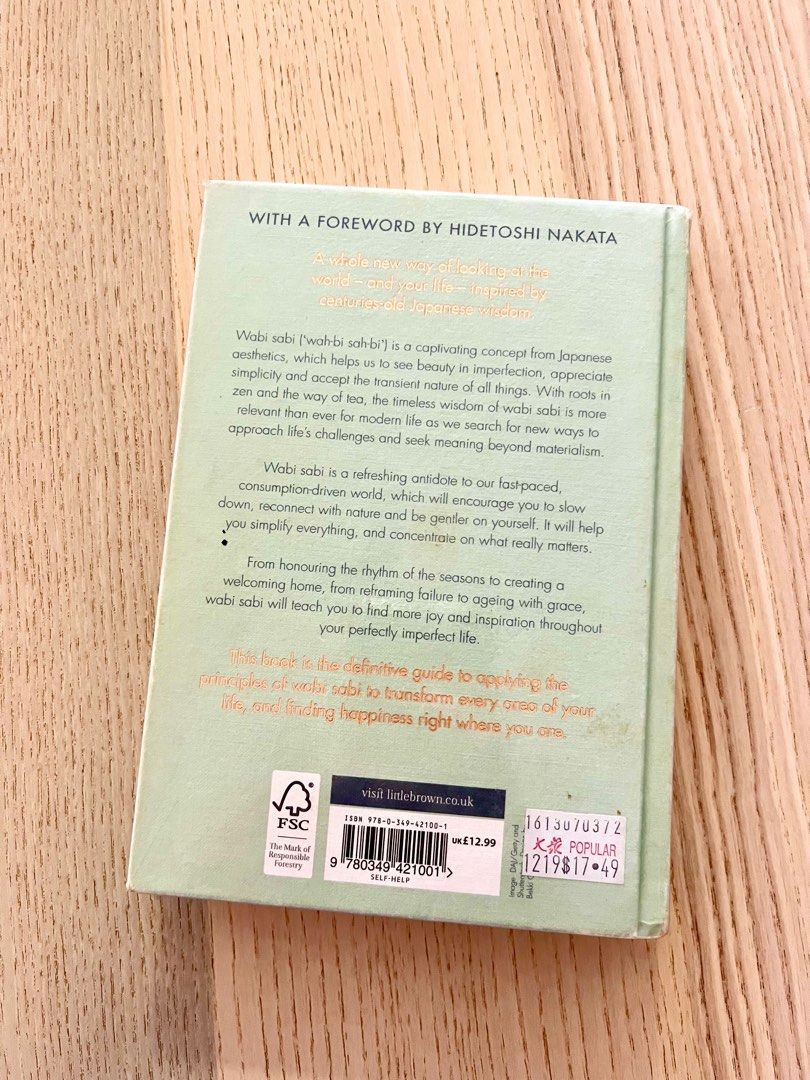 WITH A FOREWORD BY HIDETOSHI NAKATA
A whole new way of looking at the
world – and your life – inspired by
centuries-old Japanese wisdom.
Wabi sabi ('wah-bi sah-bi') is a captivating concept from Japanese
aesthetics, which helps us to see beauty in imperfection, appreciate
simplicity and accept the transient nature of all things. With roots in
zen and the way of tea, the timeless wisdom of wabi sabi is more
relevant than ever for modern life as we search for new ways to
approach life's challenges and seek meaning beyond materialism.
Wabi sabi is a refreshing antidote to our fast-paced,
consumption-driven world, which will encourage you to slow
down, reconnect with nature and be gentler on yourself. It will help
you simplify everything, and concentrate on what really matters.
From honouring the rhythm of the seasons to creating a
welcoming home, from reframing failure to ageing with grace,
wabi sabi will teach you to find more joy and inspiration throughout
your perfectly imperfect life.
This book is the definitive guide to applying the
principles of wabi sabi to transform every area of your
life, and finding happiness right where you are.
FSC
The Mark of
Responsible
Forestry
visit littlebrown.co.uk
ISBN 978-0-349-42100-1
UK£12.99
9 780349 421001 >
SELF-HELP
Image: DAJ/Getty and
Bekki
1613070372
大衆 POPULAR
1219$17•49